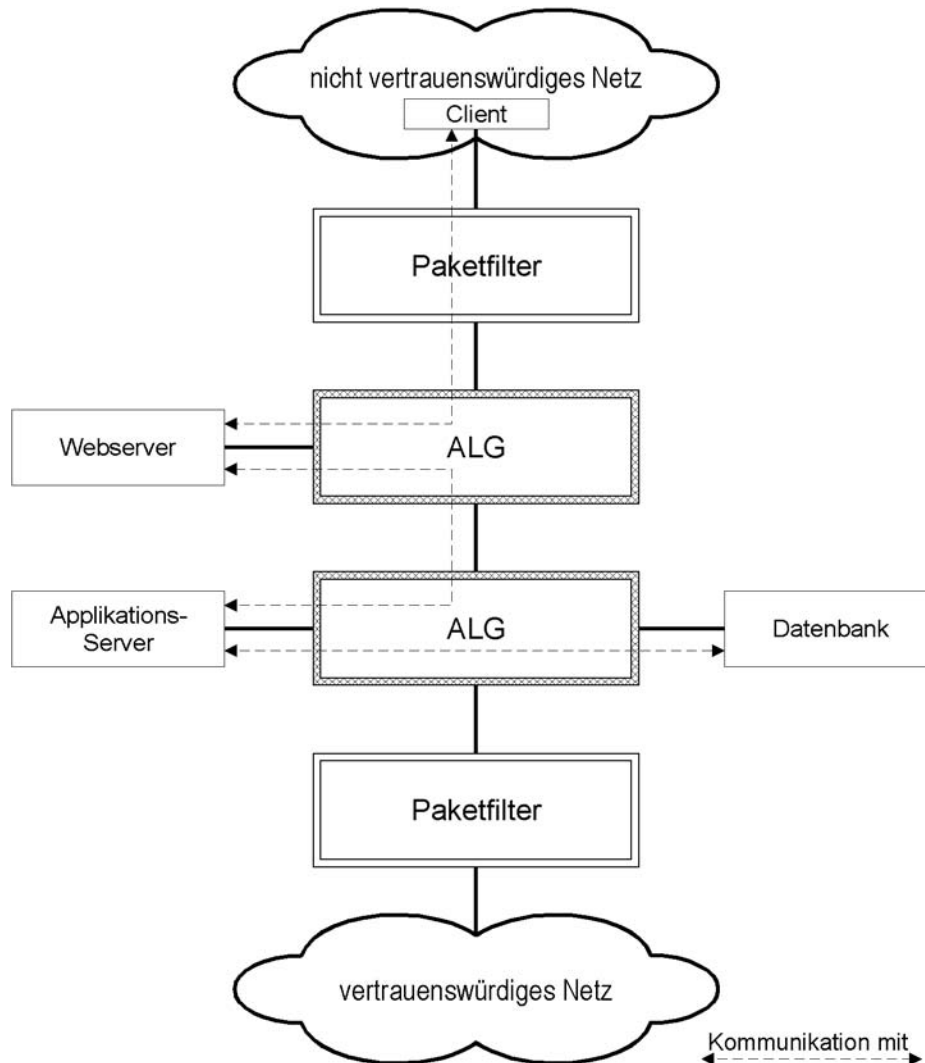 nicht vertrauenswürdiges Netz
Client
Paketfilter
Webserver
ALG
Applikations-
Server
ALG
Datenbank
Paketfilter
vertrauenswürdiges Netz
Kommunikation mit